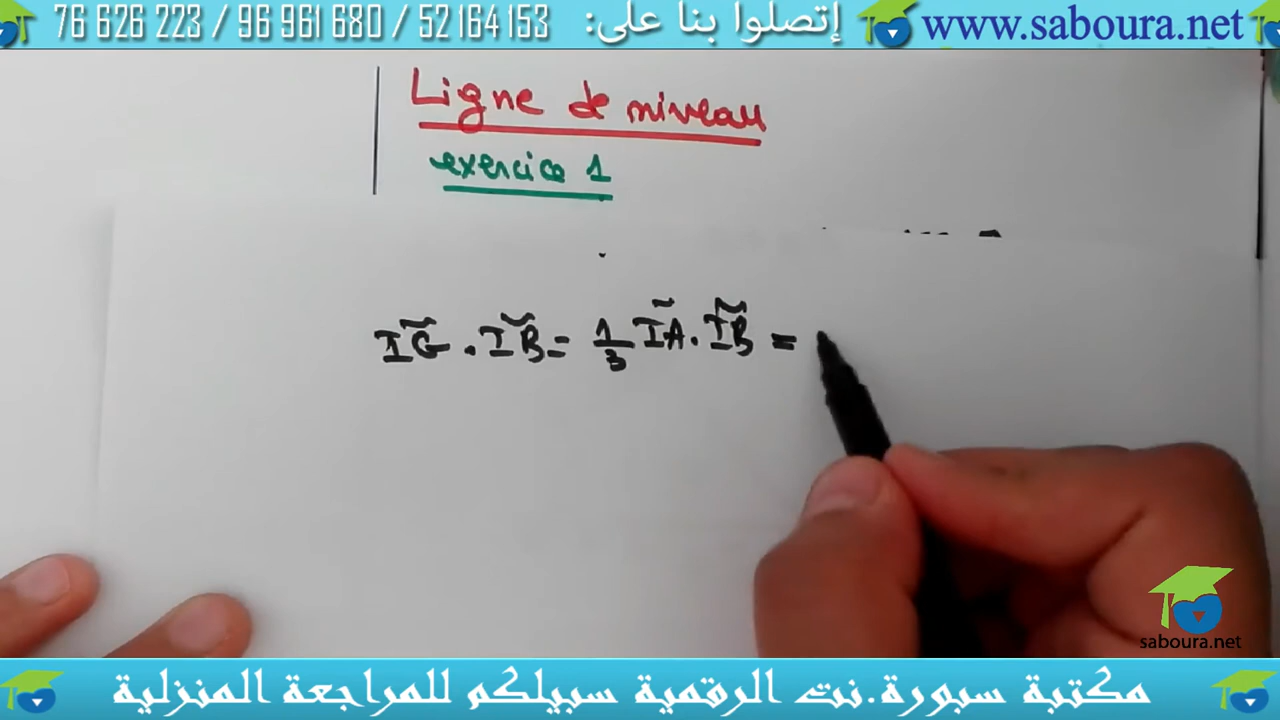 76 626 223 / 96 961 680 / 52 164 153 إتصلوا بنا على: www.saboura.net
Ligne de niveau
exercice 1
IG . IB = 1/3 IA . IB =
saboura.net
مكتبة سبورة.نت الرقمية سبيلكم للمراجعة المنزلية